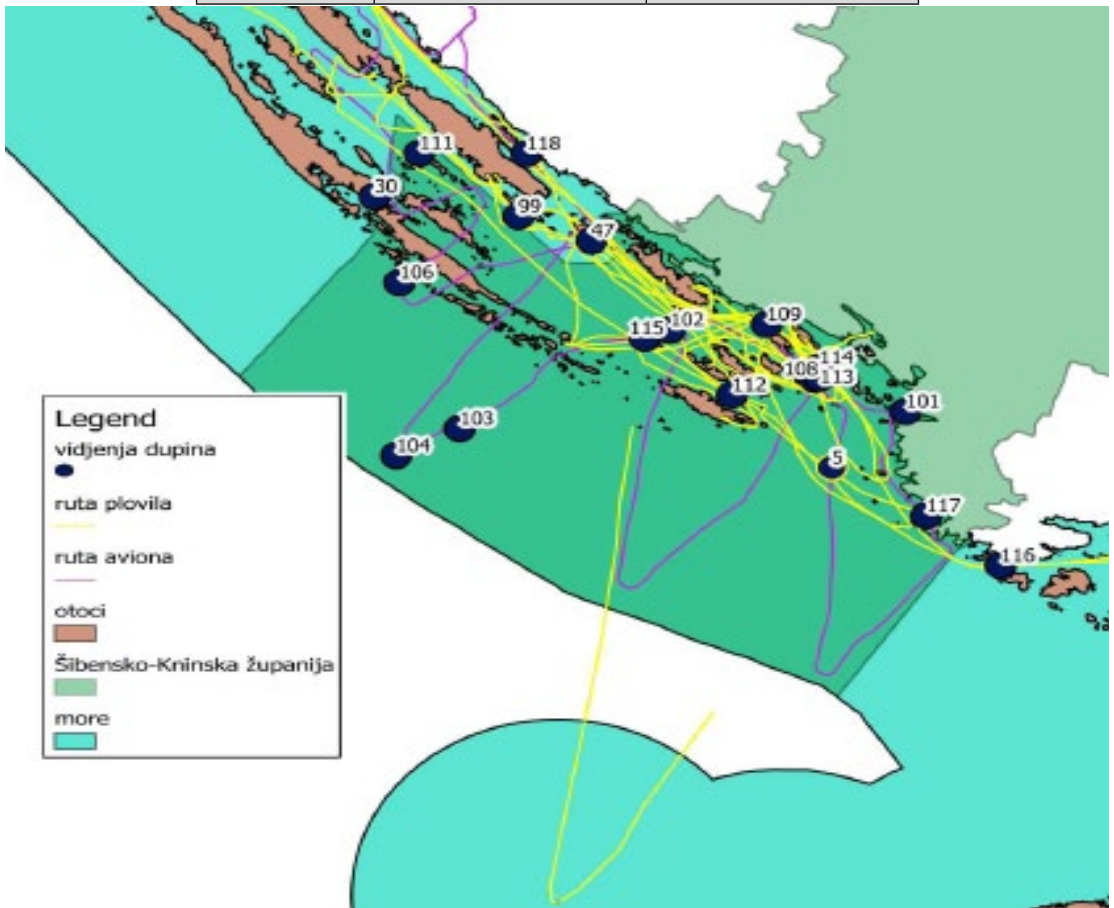 118
111
30
99
47
106
109
102
115
114
108
113
112
101
103
5
104
117
116
Legend
vidjenja dupina
ruta plovila
ruta aviona
otoci
Šibensko-Kninska županija
more